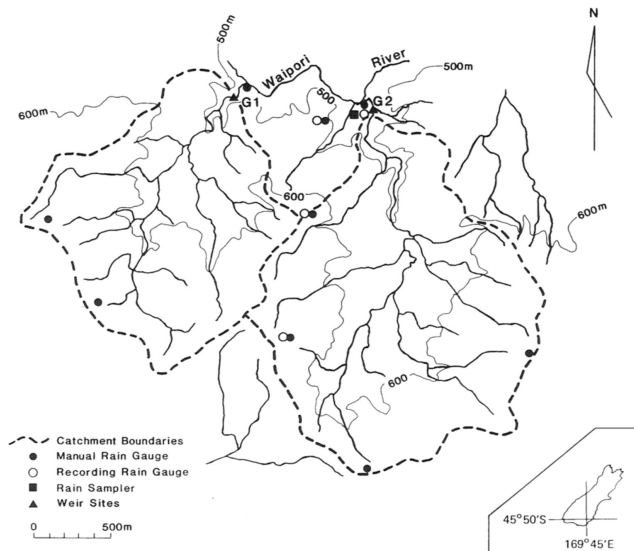 N
500m
Waipori
River
500m
600m
G1
500
G2
600
600m
600
Catchment Boundaries
Manual Rain Gauge
Recording Rain Gauge
Rain Sampler
Weir Sites
0 500m
45°50'S
169°45'E